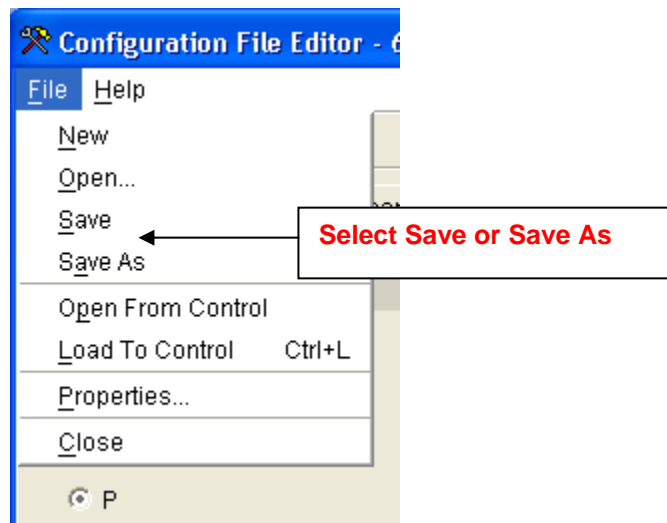 Configuration File Editor - 6
File Help
New
Open...
Save
Select Save or Save As
Save As
Open From Control
Load To Control Ctrl+L
Properties...
Close
P